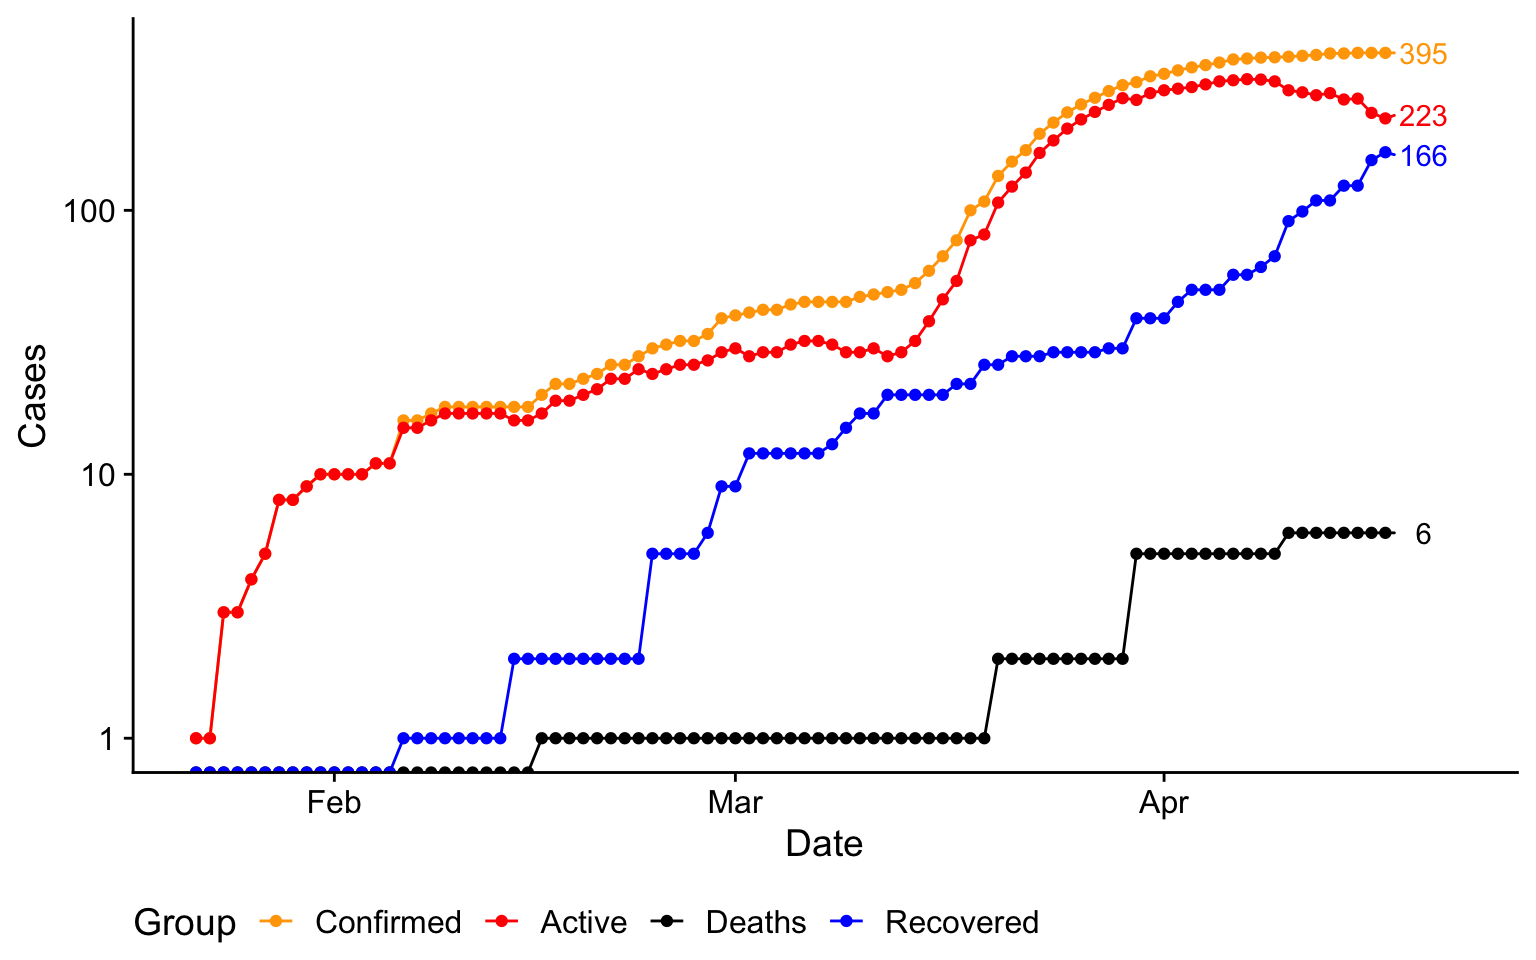 395
223
166
100
Cases
10
6
1
Feb Mar Apr
Date
Group Confirmed Active Deaths Recovered